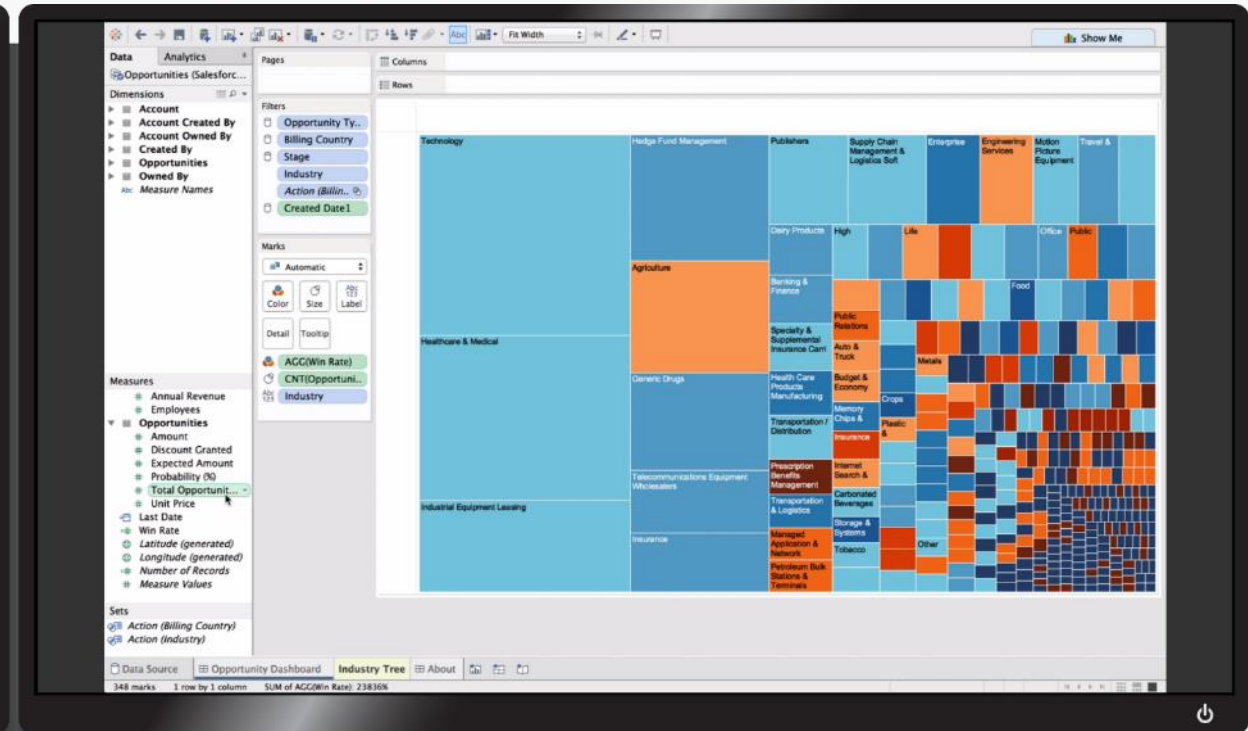 Abc
Fit Width
Show Me
Data
Analytics
Opportunities (Salesforc...
Dimensions
Account
Account Created By
Account Owned By
Created By
Opportunities
Owned By
Abc Measure Names
Measures
Annual Revenue
Employees
Opportunities
Amount
Discount Granted
Expected Amount
Probability (%)
Total Opportunit...
Unit Price
Last Date
Win Rate
Latitude (generated)
Longitude (generated)
Number of Records
Measure Values
Sets
Action (Billing Country)
Action (Industry)
Pages
Filters
Opportunity Ty..
Billing Country
Stage
Industry
Action (Billin..
Created Date1
Marks
Automatic
Color
Size
Abc
123
Label
Detail
Tooltip
AGG(Win Rate)
CNT(Opportuni..
Abc
123
Industry
Columns
Rows
Technology
Healthcare & Medical
Industrial Equipment Leasing
Hedge Fund Management
Agriculture
Generic Drugs
Telecommunications Equipment
Wholesalers
Insurance
Publishers
Supply Chain
Management &
Logistics Soft
Enterprise
Engineering
Services
Motion
Picture
Equipment
Travel &
Dairy Products
High
Life
Office
Public
Banking &
Finance
Food
Specialty &
Supplemental
Insurance Carri
Public
Relations
Auto &
Truck
Metals
Health Care
Products
Manufacturing
Budget &
Economy
Transportation /
Distribution
Memory
Chips &
Crops
Plastic
&
Insurance
Prescription
Benefits
Management
Internet
Search &
Transportation
& Logistics
Carbonated
Beverages
Managed
Application &
Network
Storage &
Systems
Tobacco
Other
Petroleum Bulk
Stations &
Terminals
Data Source
Opportunity Dashboard
Industry Tree
About
348 marks
1 row by 1 column
SUM of AGG(Win Rate): 23836%